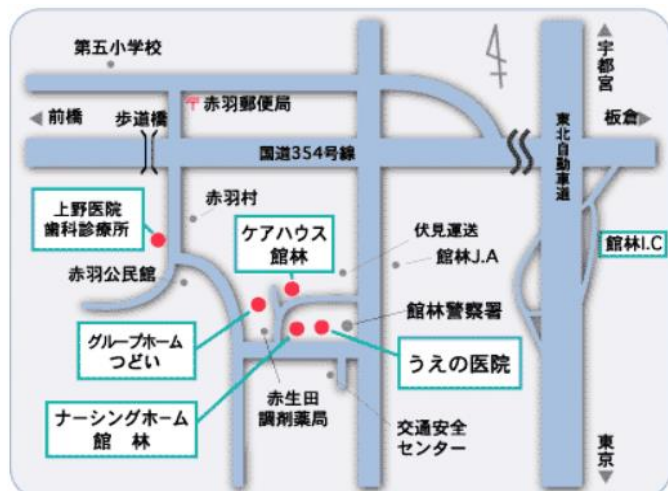 第五小学校
宇都宮
〒赤羽郵便局
前橋
歩道橋
国道354号線
東北自動車道
板倉
上野医院
歯科診療所
赤羽村
ケアハウス
館林
伏見運送
館林J.A
館林I.C
赤羽公民館
館林警察署
グループホーム
つどい
うえの医院
ナーシングホーム
館 林
赤生田
調剤薬局
交通安全
センター
東京